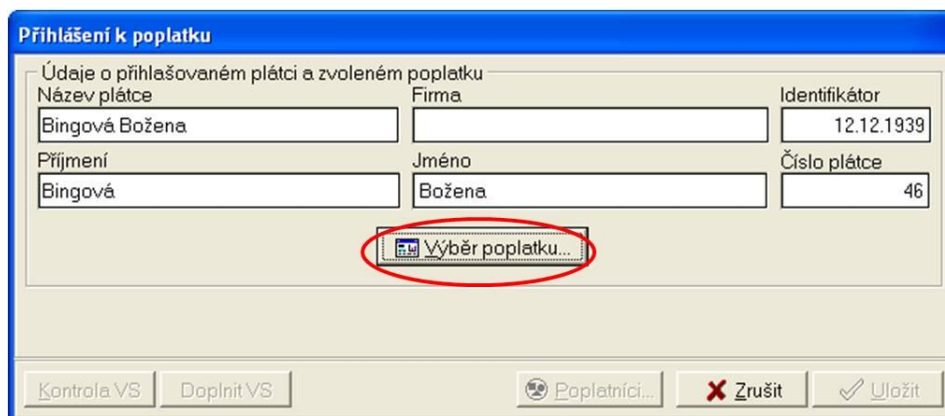 Přihlášení k poplatku
Údaje o přihlašovaném plátci a zvoleném poplatku
Název plátce Firma Identifikátor
Bingová Božena 12.12.1939
Příjmení Jméno Číslo plátce
Bingová Božena 46
Výběr poplatku...
Kontrola VS Doplnit VS Poplatníci... Zrušit Uložit